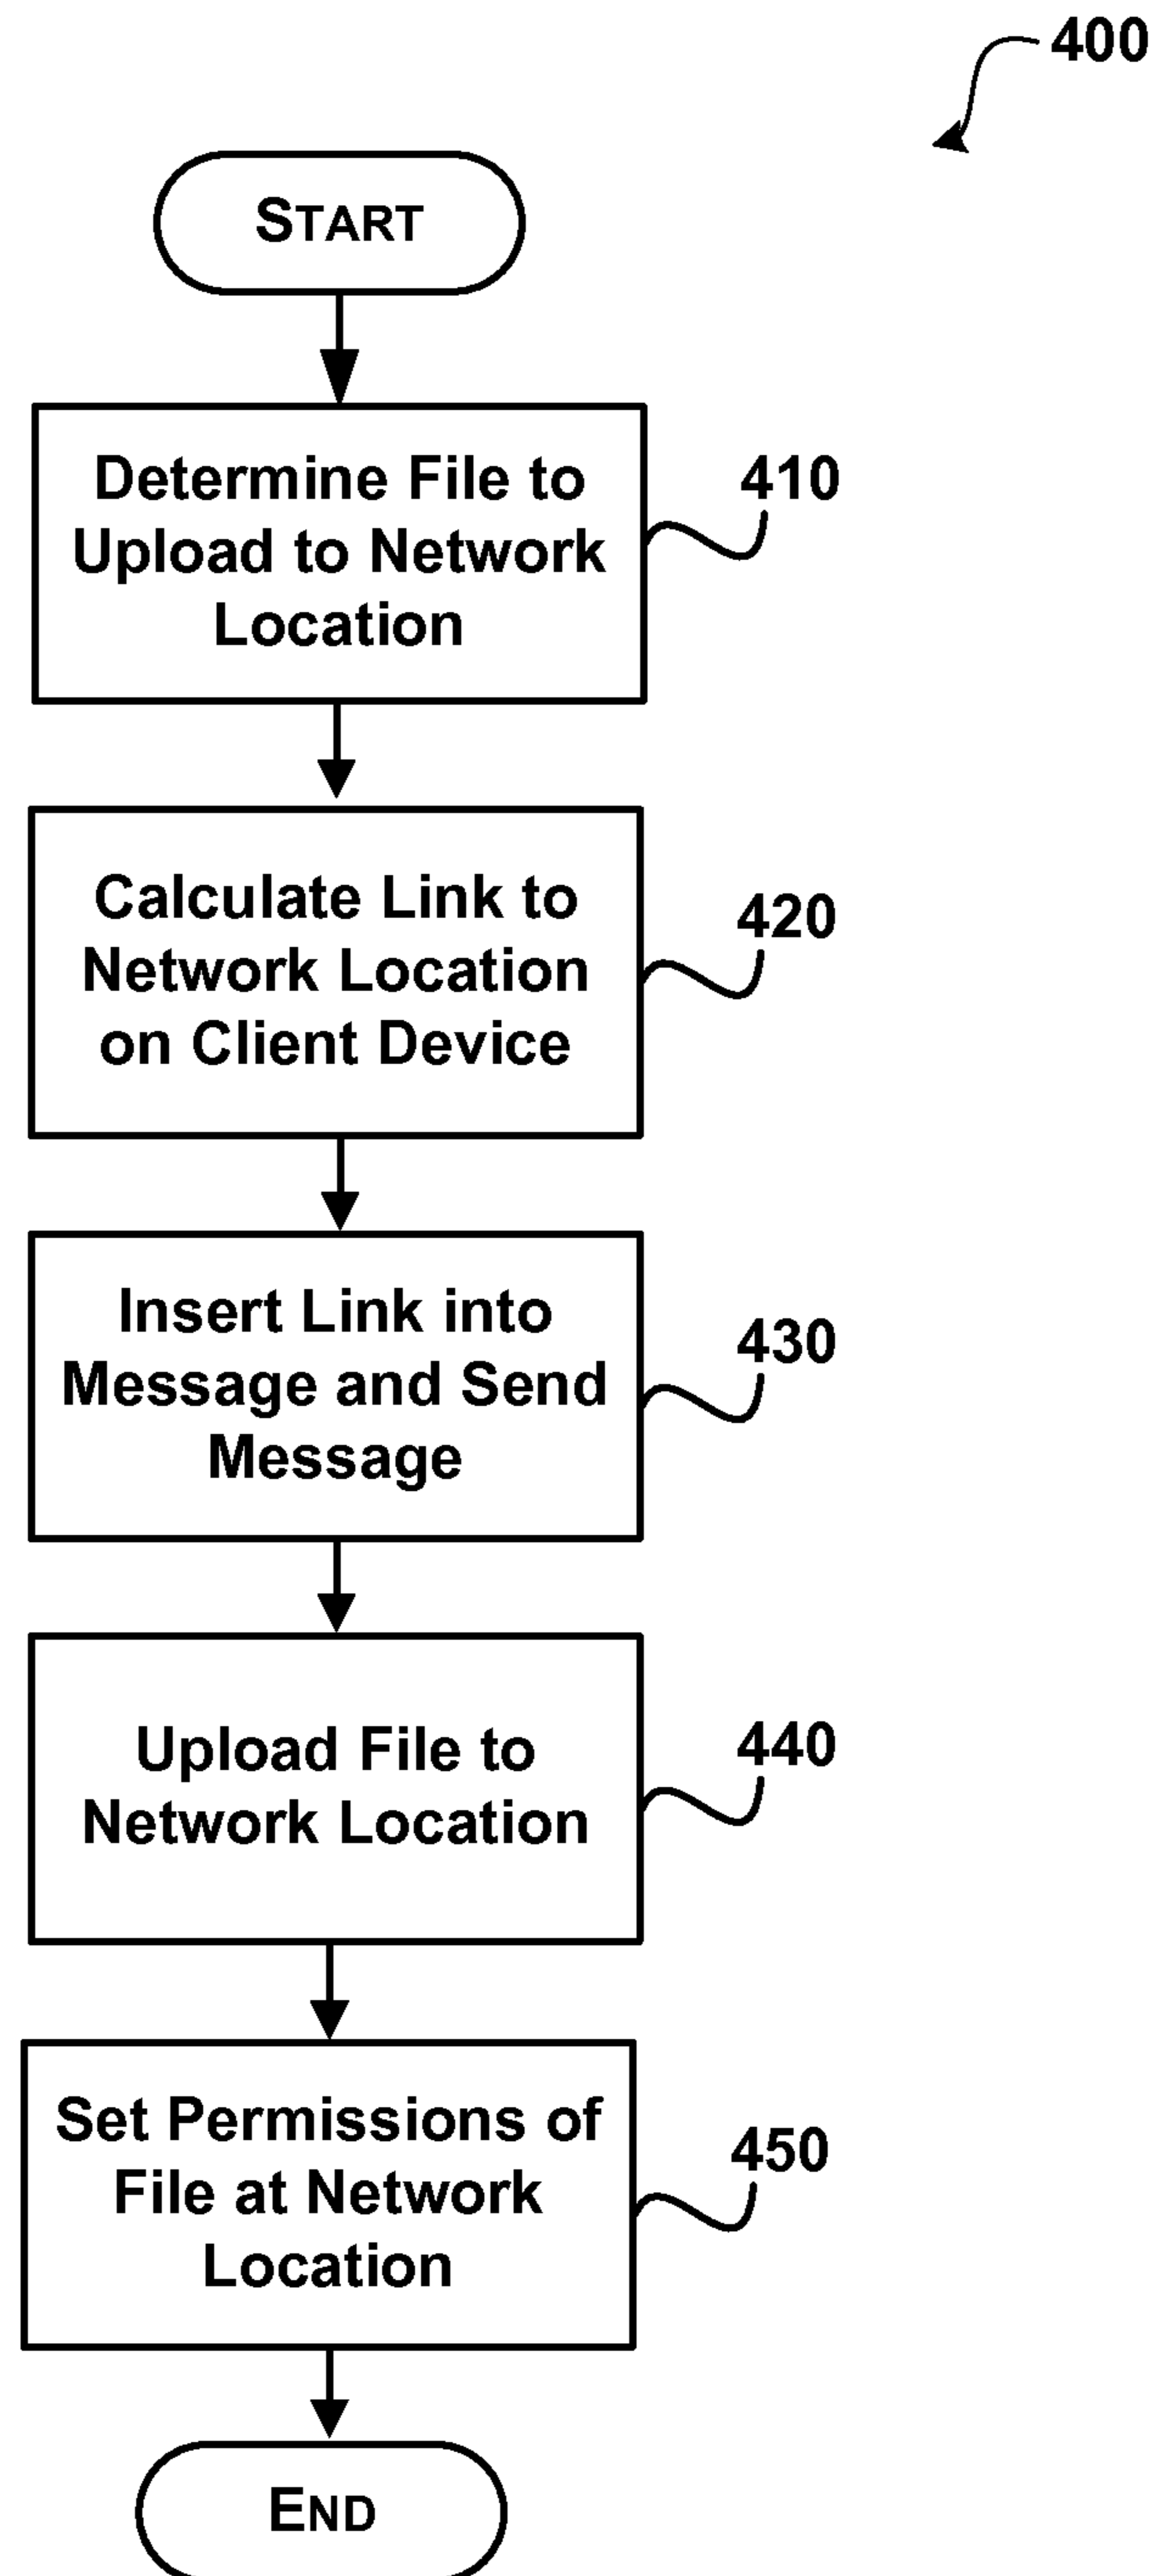 400
START
Determine File to
Upload to Network
Location
410
Calculate Link to
Network Location
on Client Device
420
Insert Link into
Message and Send
Message
430
Upload File to
Network Location
440
Set Permissions of
File at Network
Location
450
END